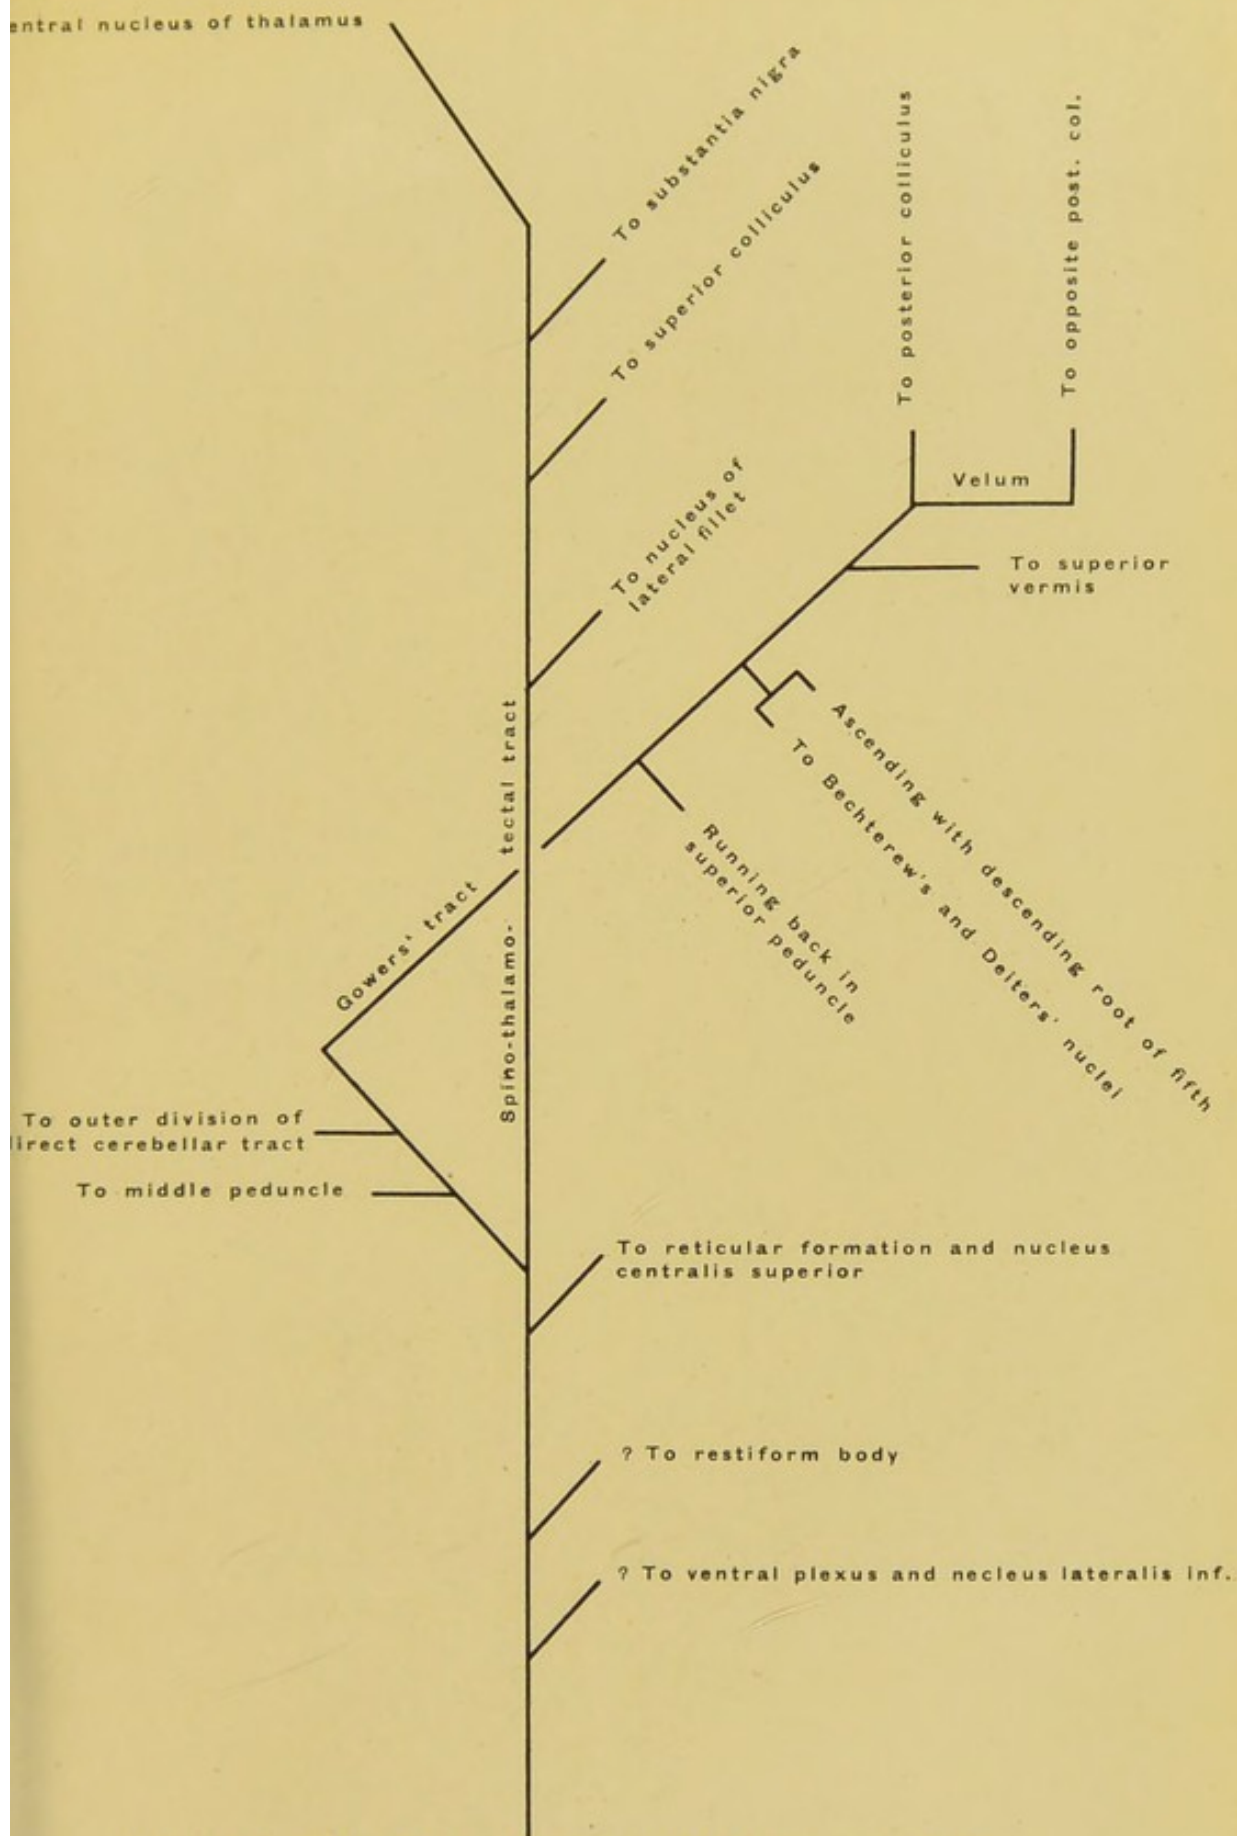 entral nucleus of thalamus
To substantia nigra
To superior colliculus
To posterior colliculus
To opposite post. col.
Velum
To nucleus of
lateral fillet
To superior
vermis
Ascending with descending root of fifth
To Bechterew's and Deiters' nuclei
Running back in
superior peduncle
Gowers' tract
Spino-thalamo- tectal tract
To outer division of
direct cerebellar tract
To middle peduncle
To reticular formation and nucleus
centralis superior
? To restiform body
? To ventral plexus and necleus lateralis inf.